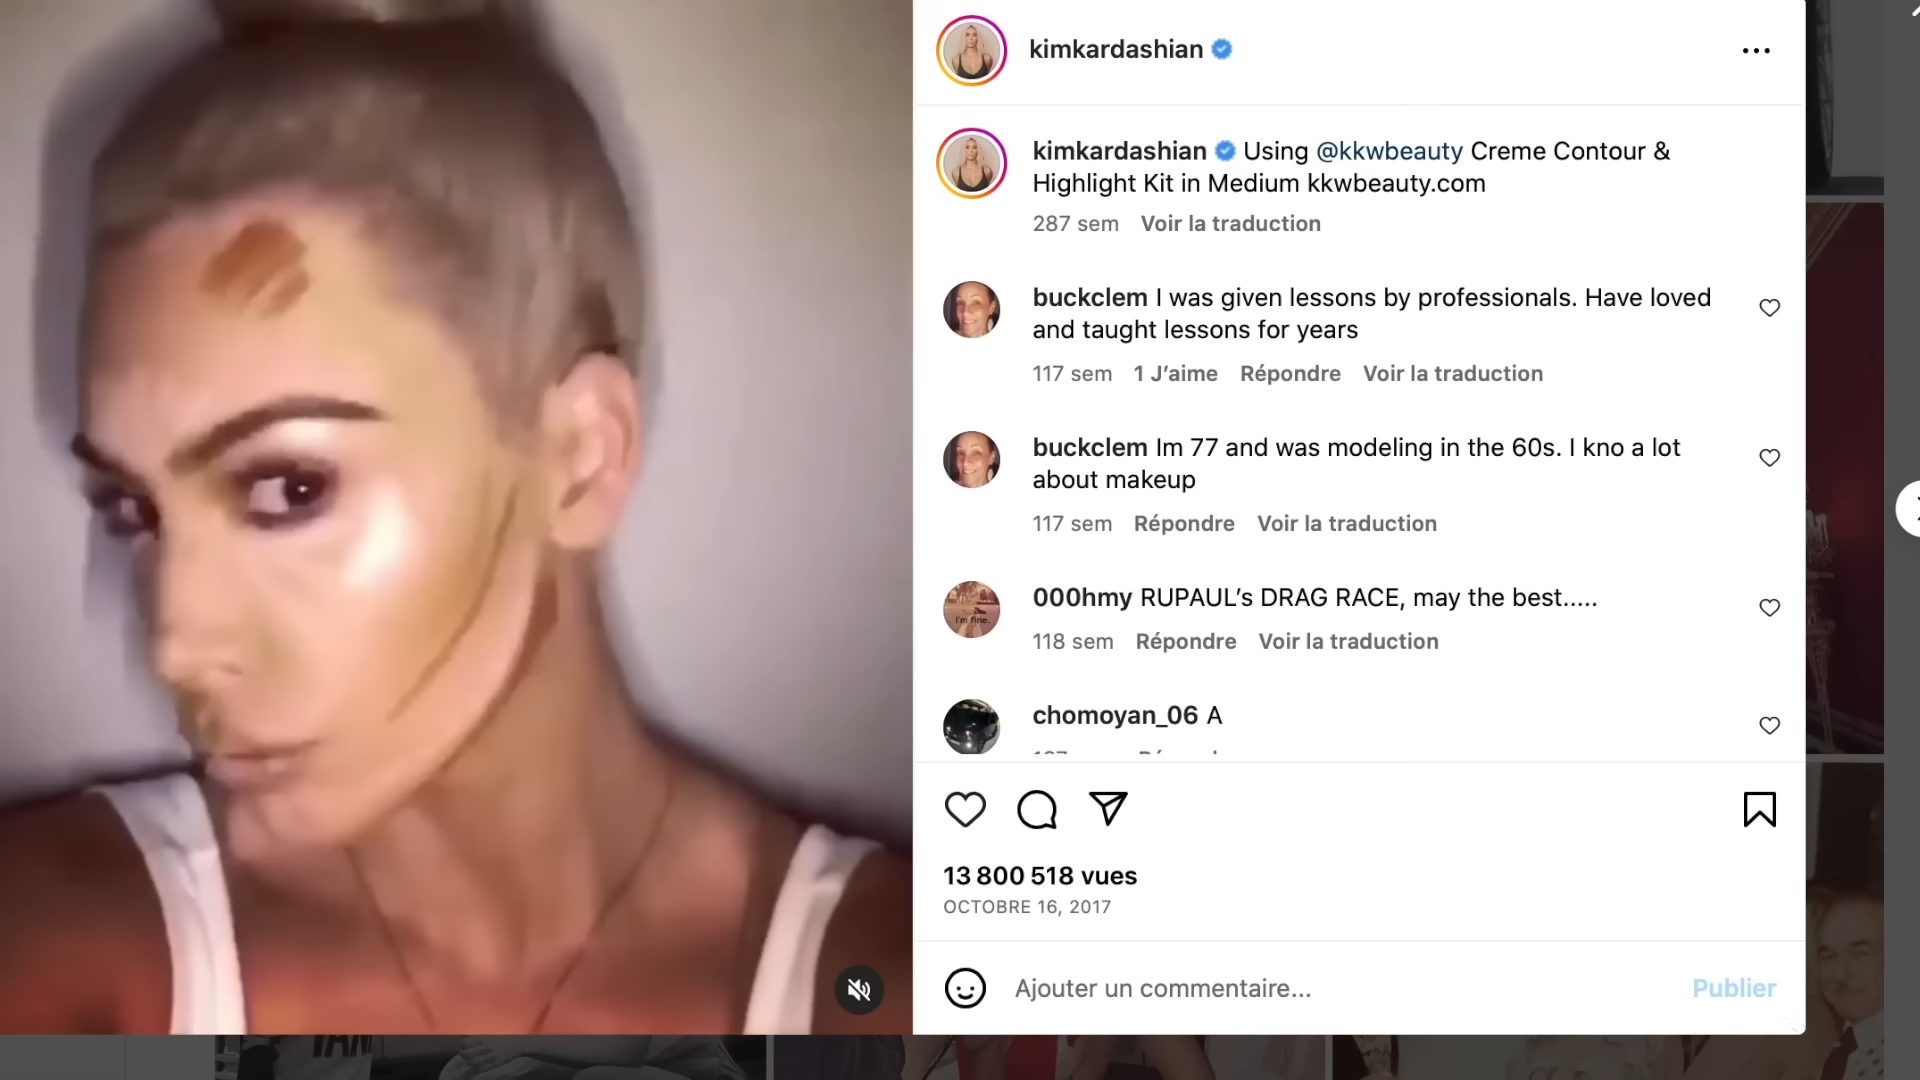 kimkardashian
kimkardashian Using @kkwbeauty Creme Contour &
Highlight Kit in Medium kkwbeauty.com
287 sem Voir la traduction
buckclem I was given lessons by professionals. Have loved
and taught lessons for years
117 sem 1 J’aime Répondre Voir la traduction
buckclem Im 77 and was modeling in the 60s. I kno a lot
about makeup
117 sem Répondre Voir la traduction
000hmy RUPAUL’s DRAG RACE, may the best.....
I'm fine.
118 sem Répondre Voir la traduction
chomoyan_06 A
13 800 518 vues
OCTOBRE 16, 2017
Ajouter un commentaire...
Publier